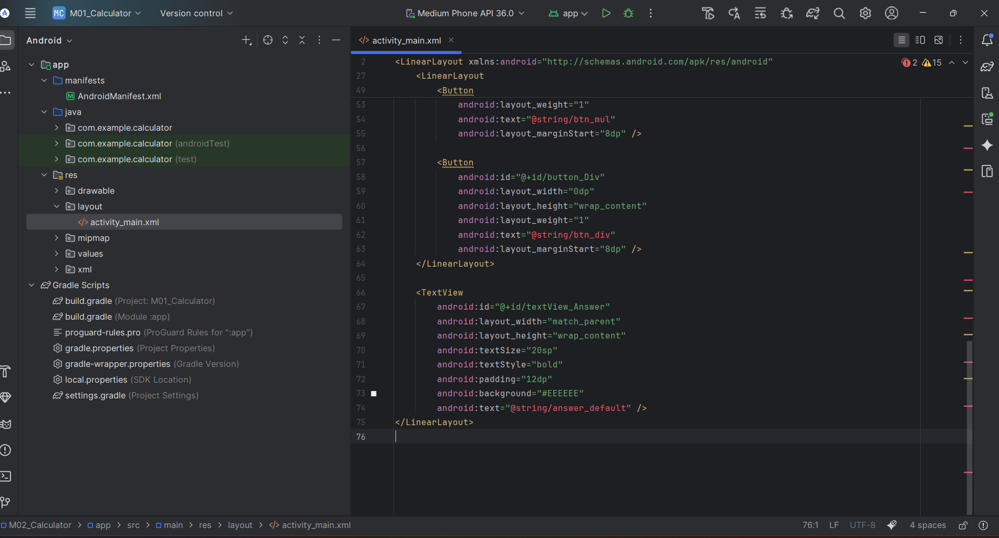 MC M01_Calculator Version control Medium Phone API 36.0 app
Android
app
manifests
AndroidManifest.xml
java
com.example.calculator
com.example.calculator (androidTest)
com.example.calculator (test)
res
drawable
layout
activity_main.xml
mipmap
values
xml
Gradle Scripts
build.gradle (Project: M01_Calculator)
build.gradle (Module :app)
proguard-rules.pro (ProGuard Rules for ":app")
gradle.properties (Project Properties)
gradle-wrapper.properties (Gradle Version)
local.properties (SDK Location)
settings.gradle (Project Settings)
</> activity_main.xml
2 15
2 <LinearLayout xmlns:android="http://schemas.android.com/apk/res/android"
27 <LinearLayout
49 <Button
53 android:layout_weight="1"
54 android:text="@string/btn_mul"
55 android:layout_marginStart="8dp" />
56
57 <Button
58 android:id="@+id/button_Div"
59 android:layout_width="0dp"
60 android:layout_height="wrap_content"
61 android:layout_weight="1"
62 android:text="@string/btn_div"
63 android:layout_marginStart="8dp" />
64 </LinearLayout>
65
66 <TextView
67 android:id="@+id/textView_Answer"
68 android:layout_width="match_parent"
69 android:layout_height="wrap_content"
70 android:textSize="20sp"
71 android:textStyle="bold"
72 android:padding="12dp"
73 android:background="#EEEEEE"
74 android:text="@string/answer_default" />
75 </LinearLayout>
76
M02_Calculator > app > src > main > res > layout > </> activity_main.xml
76:1 LF UTF-8 4 spaces